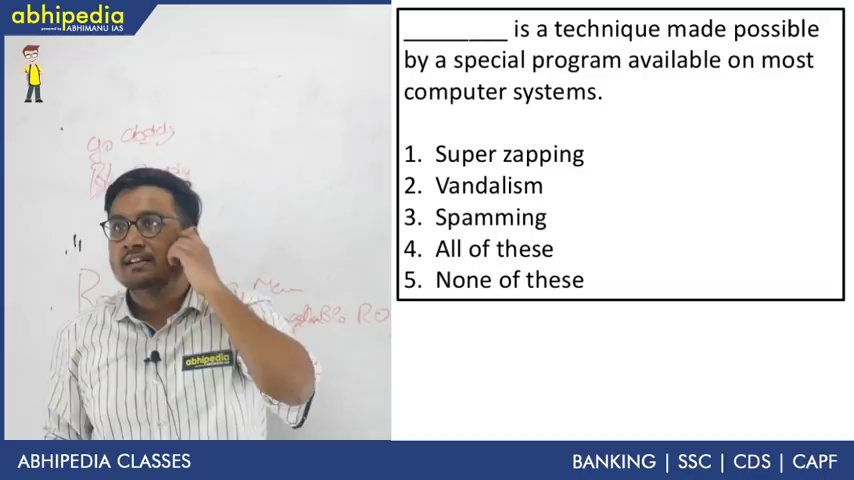 abhipedia
powered by ABHIMANU IAS
________ is a technique made possible
by a special program available on most
computer systems.
1. Super zapping
2. Vandalism
3. Spamming
4. All of these
5. None of these
go
RO
abhipedia
ABHIPEDIA CLASSES
BANKING | SSC | CDS | CAPF